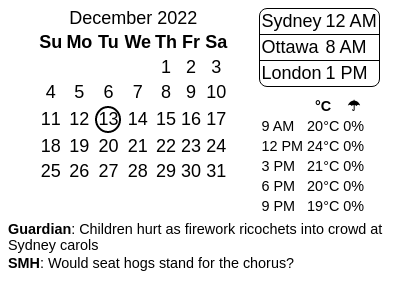 December 2022
Su Mo Tu We Th Fr Sa
1 2 3
4 5 6 7 8 9 10
11 12 13 14 15 16 17
18 19 20 21 22 23 24
25 26 27 28 29 30 31
Sydney 12 AM
Ottawa 8 AM
London 1 PM
°C ☂
9 AM 20°C 0%
12 PM 24°C 0%
3 PM 21°C 0%
6 PM 20°C 0%
9 PM 19°C 0%
Guardian: Children hurt as firework ricochets into crowd at
Sydney carols
SMH: Would seat hogs stand for the chorus?